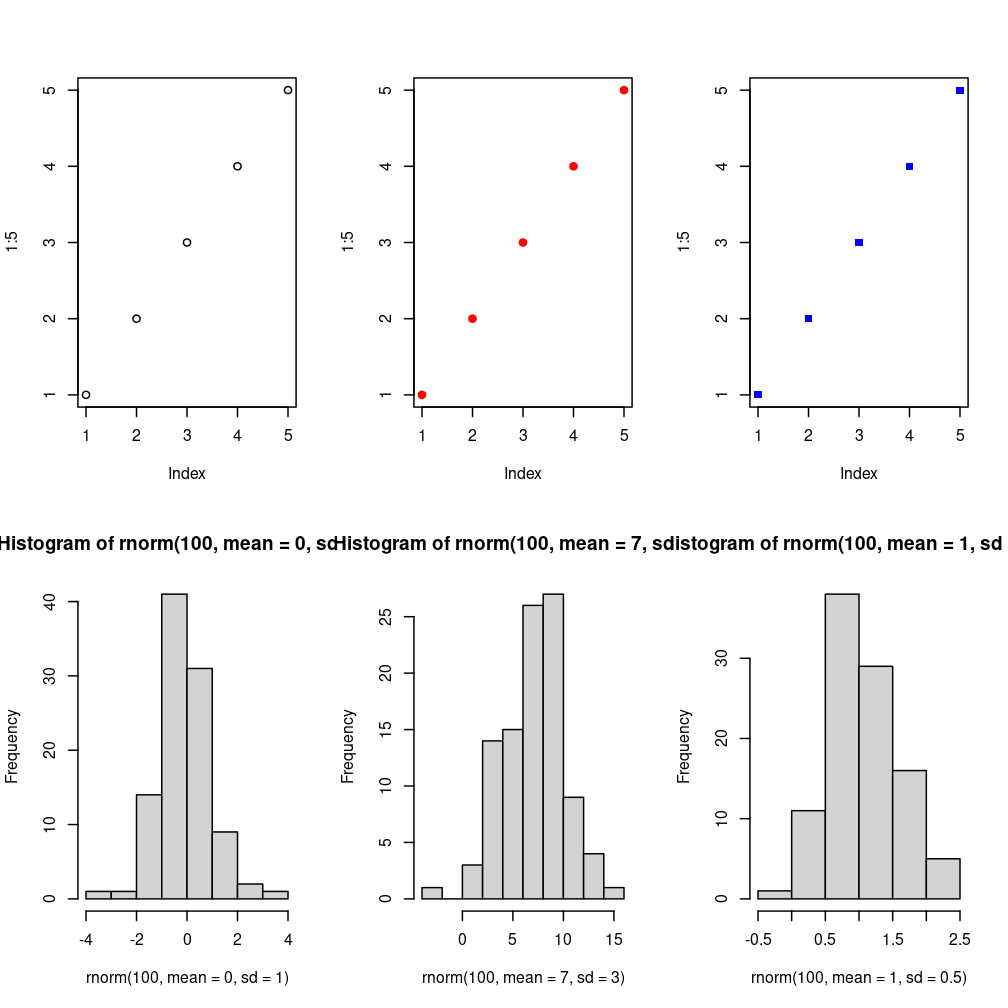 1:5
5
4
3
2
1
1 2 3 4 5
Index
1:5
5
4
3
2
1
1 2 3 4 5
Index
1:5
5
4
3
2
1
1 2 3 4 5
Index
Histogram of rnorm(100, mean = 0, sd
Frequency
40
30
20
10
0
-4 -2 0 2 4
rnorm(100, mean = 0, sd = 1)
Histogram of rnorm(100, mean = 7, sd
Frequency
25
20
15
10
5
0
0 5 10 15
rnorm(100, mean = 7, sd = 3)
istogram of rnorm(100, mean = 1, sd
Frequency
30
20
10
0
-0.5 0.5 1.5 2.5
rnorm(100, mean = 1, sd = 0.5)